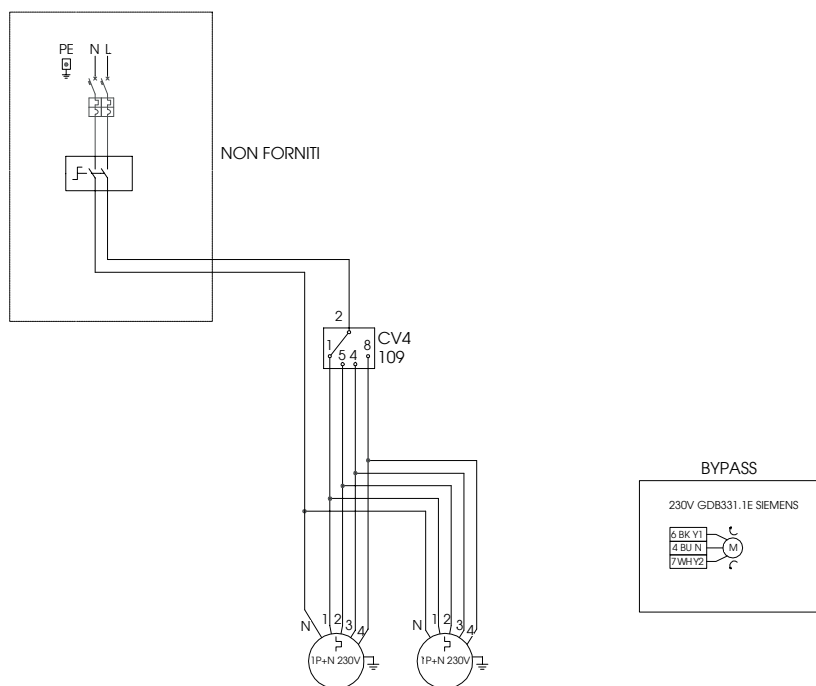 PE N L
NON FORNITI
2
CV4
1 8
5 4
109
BYPASS
230V GDB331.1E SIEMENS
6 BK Y1
4 BU N
7 WH Y2
M
N 1 2 3 4
1P+N 230V
N 1 2 3 4
1P+N 230V